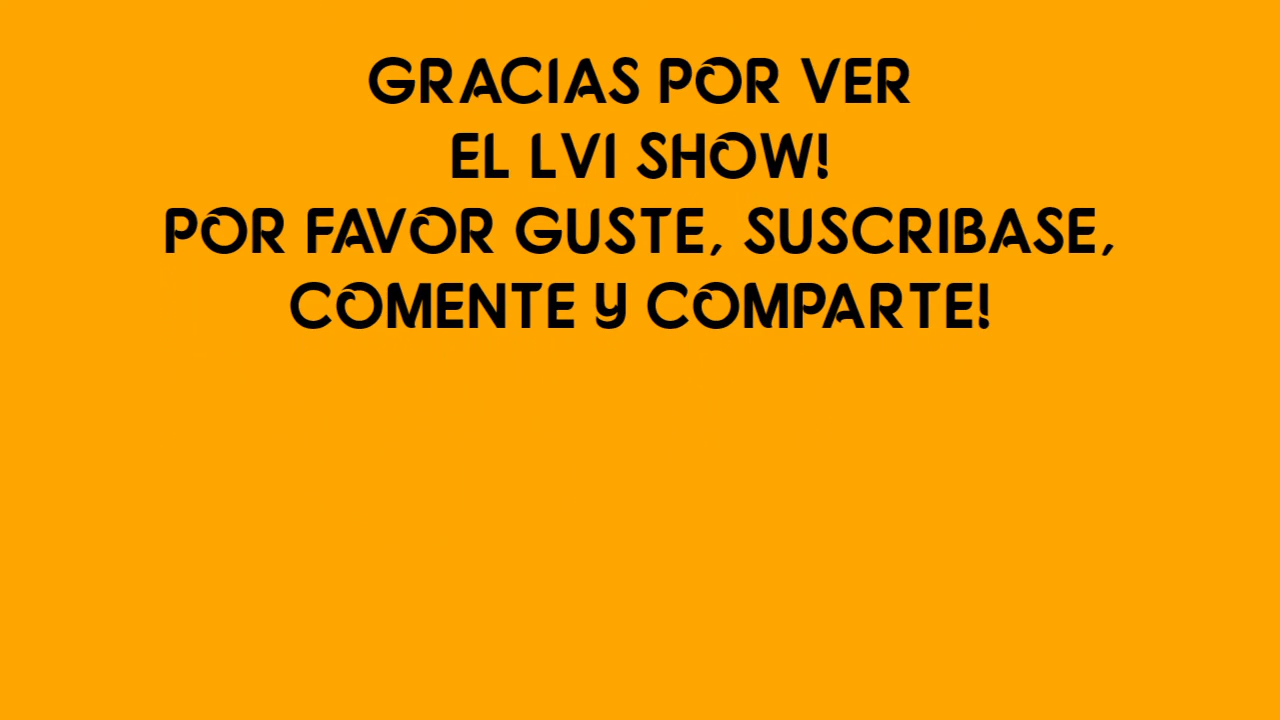 GRACIAS POR VER
EL LVI SHOW!
POR FAVOR GUSTE, SUSCRIBASE,
COMENTE Y COMPARTE!